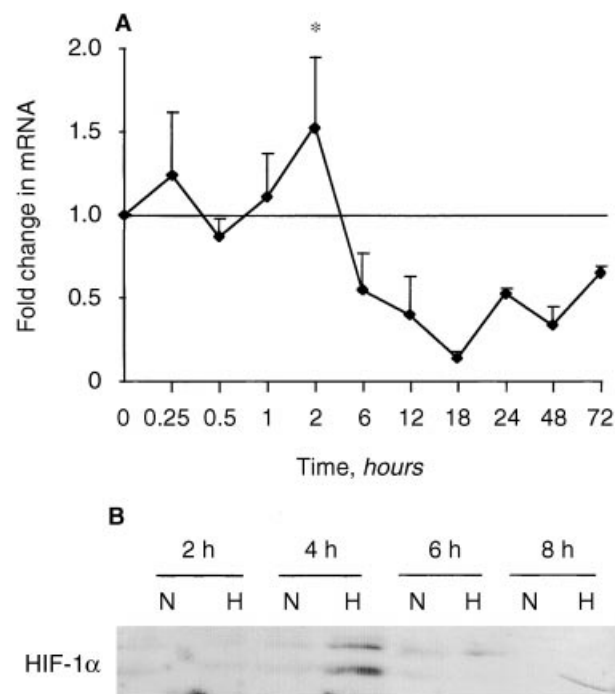 A
*
Fold change in mRNA
2.0
1.5
1.0
0.5
0
0 0.25 0.5 1 2 6 12 18 24 48 72
Time, hours
B
2 h 4 h 6 h 8 h
N H N H N H N H
HIF-1α